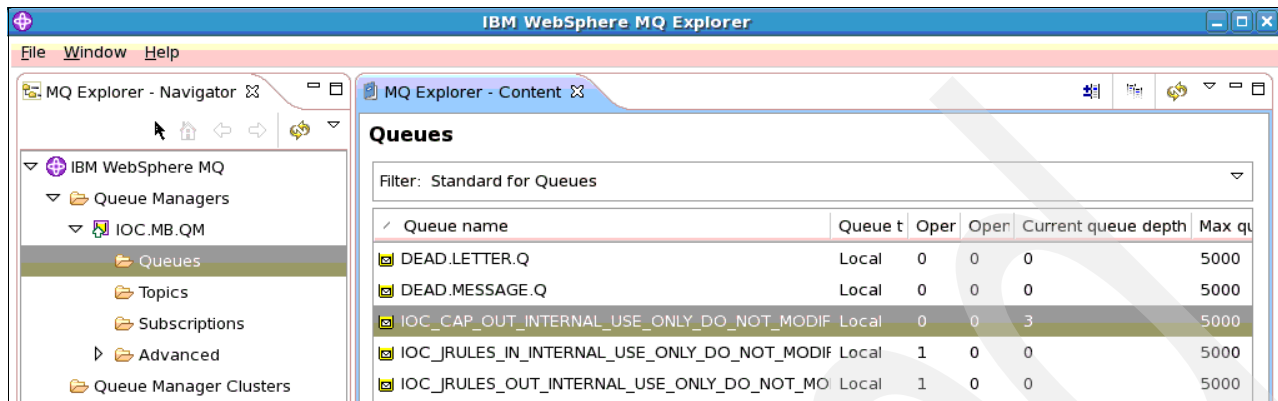 IBM WebSphere MQ Explorer
File Window Help
MQ Explorer - Navigator
MQ Explorer - Content
Queues
IBM WebSphere MQ
Filter: Standard for Queues
Queue Managers
IOC.MB.QM
Queue name Queue t Oper Open Current queue depth Max qu
Queues
DEAD.LETTER.Q Local 0 0 0 5000
Topics
DEAD.MESSAGE.Q Local 0 0 0 5000
Subscriptions
IOC_CAP_OUT_INTERNAL_USE_ONLY_DO_NOT_MODIF Local 0 0 3 5000
Advanced
IOC_JRULES_IN_INTERNAL_USE_ONLY_DO_NOT_MODIF Local 1 0 0 5000
Queue Manager Clusters
IOC_JRULES_OUT_INTERNAL_USE_ONLY_DO_NOT_MO Local 1 0 0 5000